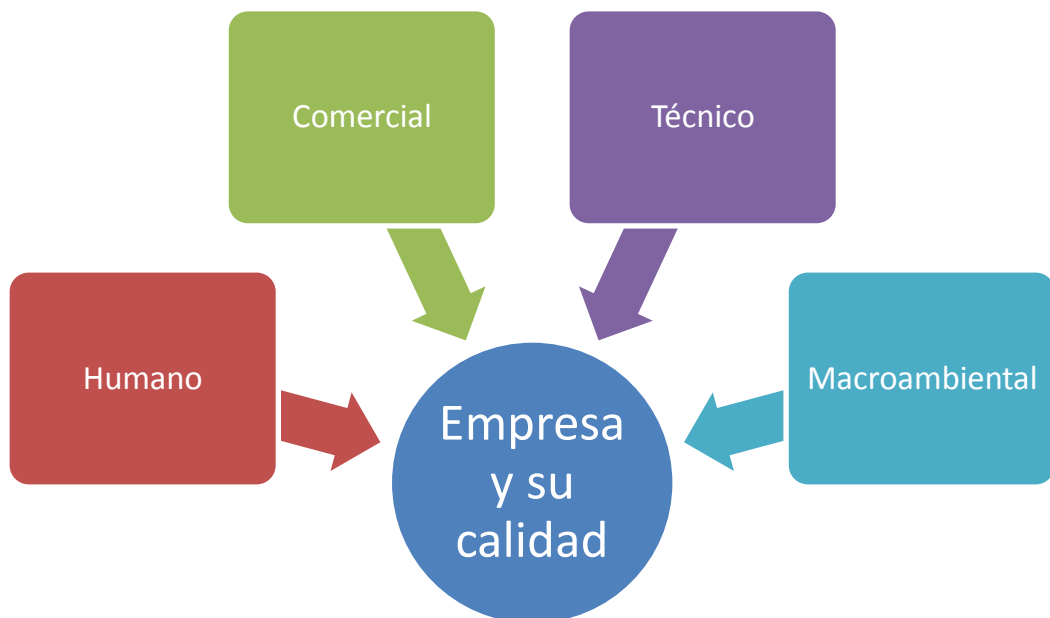 Comercial
Técnico
Humano
Macroambiental
Empresa
y su
calidad